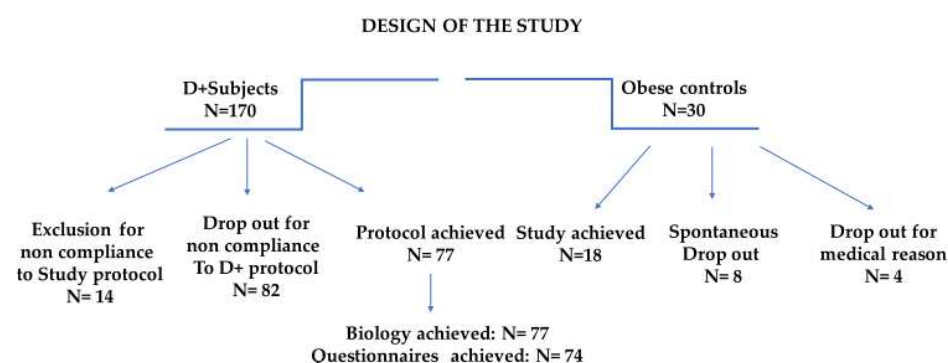 DESIGN OF THE STUDY
D+Subjects
N=170
Obese controls
N=30
Exclusion for
non compliance
to Study protocol
N= 14
Drop out for
non compliance
To D+ protocol
N= 82
Protocol achieved
N= 77
Study achieved
N=18
Spontaneous
Drop out
N= 8
Drop out for
medical reason
N= 4
Biology achieved: N= 77
Questionnaires achieved: N= 74